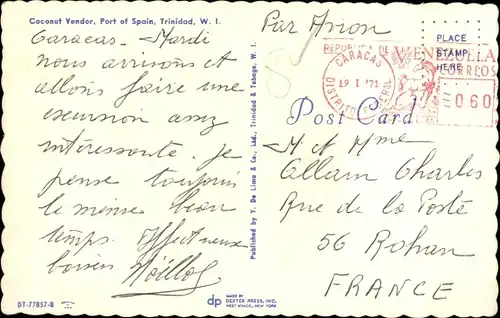 Coconut Vendor, Port of Spain, Trinidad, W. I.
Caracas - Mardi
nous arrivons et
allons faire une
excursion assez
intéressante. Je
pense toujours
le même beau
temps. Affectueux
baisers
DT-77857-B
Published by Y. De Lima & Co., Ltd., Trinidad & Tobago, W. I.
MADE BY
dp DEXTER PRESS, INC.
WEST NYACK, NEW YORK
Par Avion
PLACE
STAMP
HERE
REPUBLICA DE VENEZUELA
CORREOS
CARACAS
19 I '71
DISTRITO FEDERAL
060
Post Card
M et Mme
Allain Charles
Rue de la Poste
56 Rohan
FRANCE